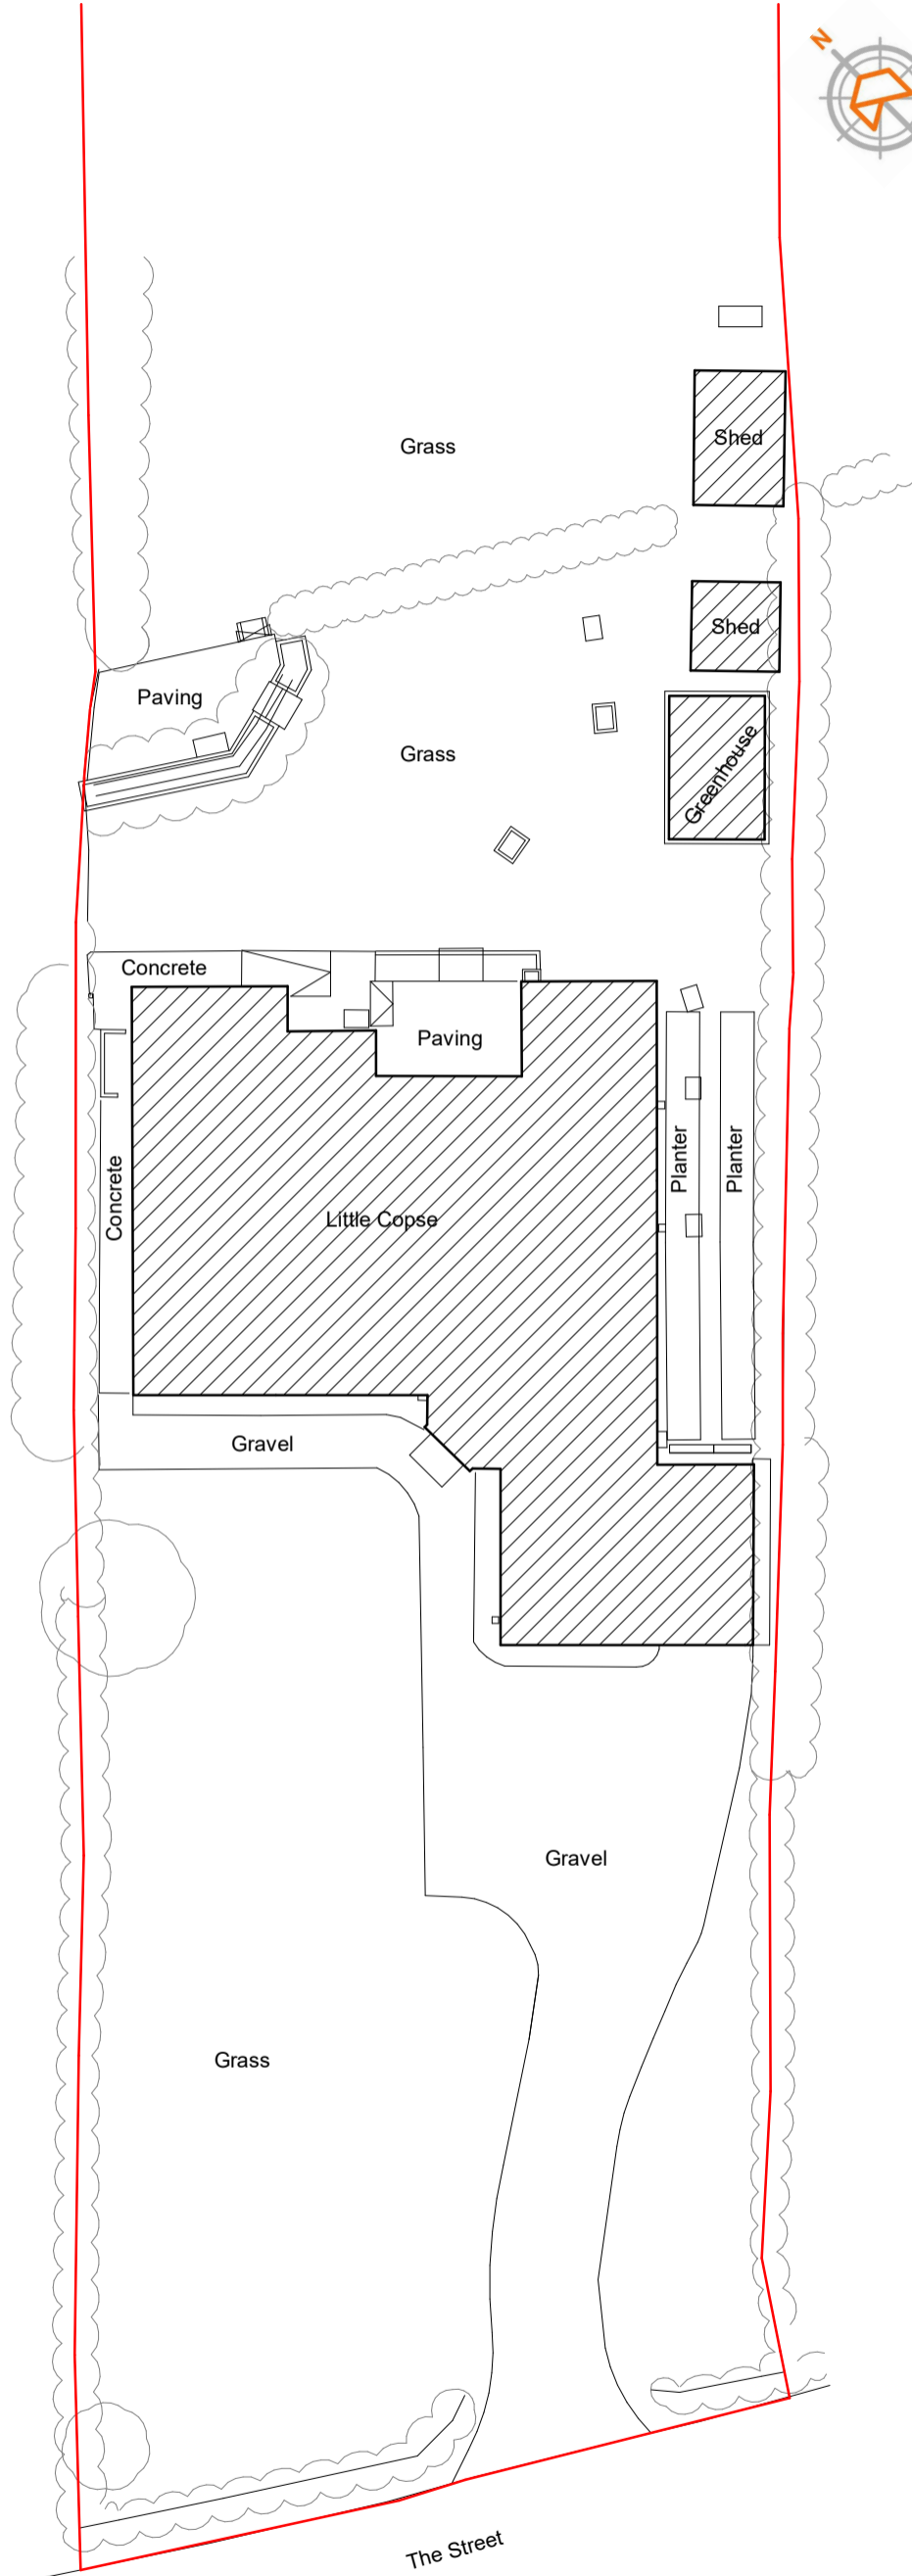 N
Shed
Grass
Shed
Paving
Grass
Greenhouse
Concrete
Paving
Planter
Planter
Concrete
Little Copse
Gravel
Gravel
Grass
The Street